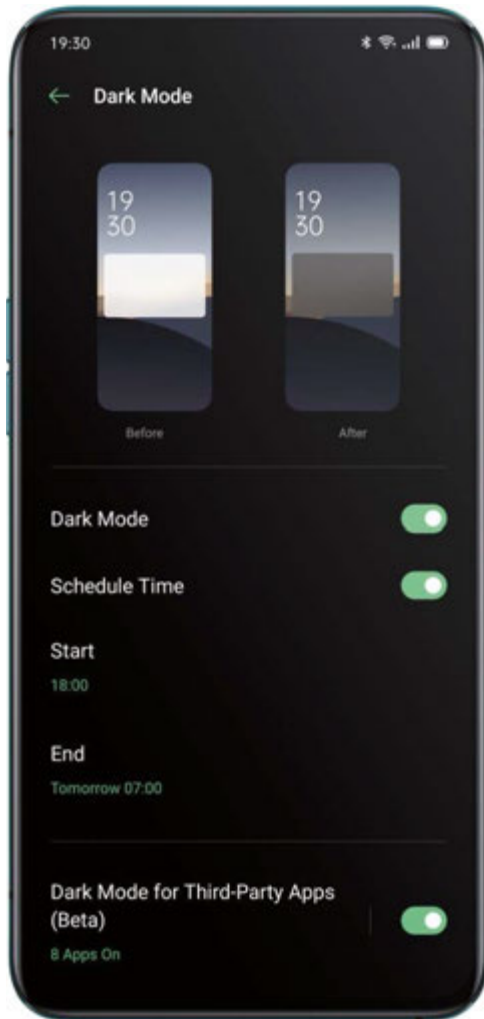 19:30
Dark Mode
19
30
19
30
Before
After
Dark Mode
Schedule Time
Start
18:00
End
Tomorrow 07:00
Dark Mode for Third-Party Apps
(Beta)
8 Apps On